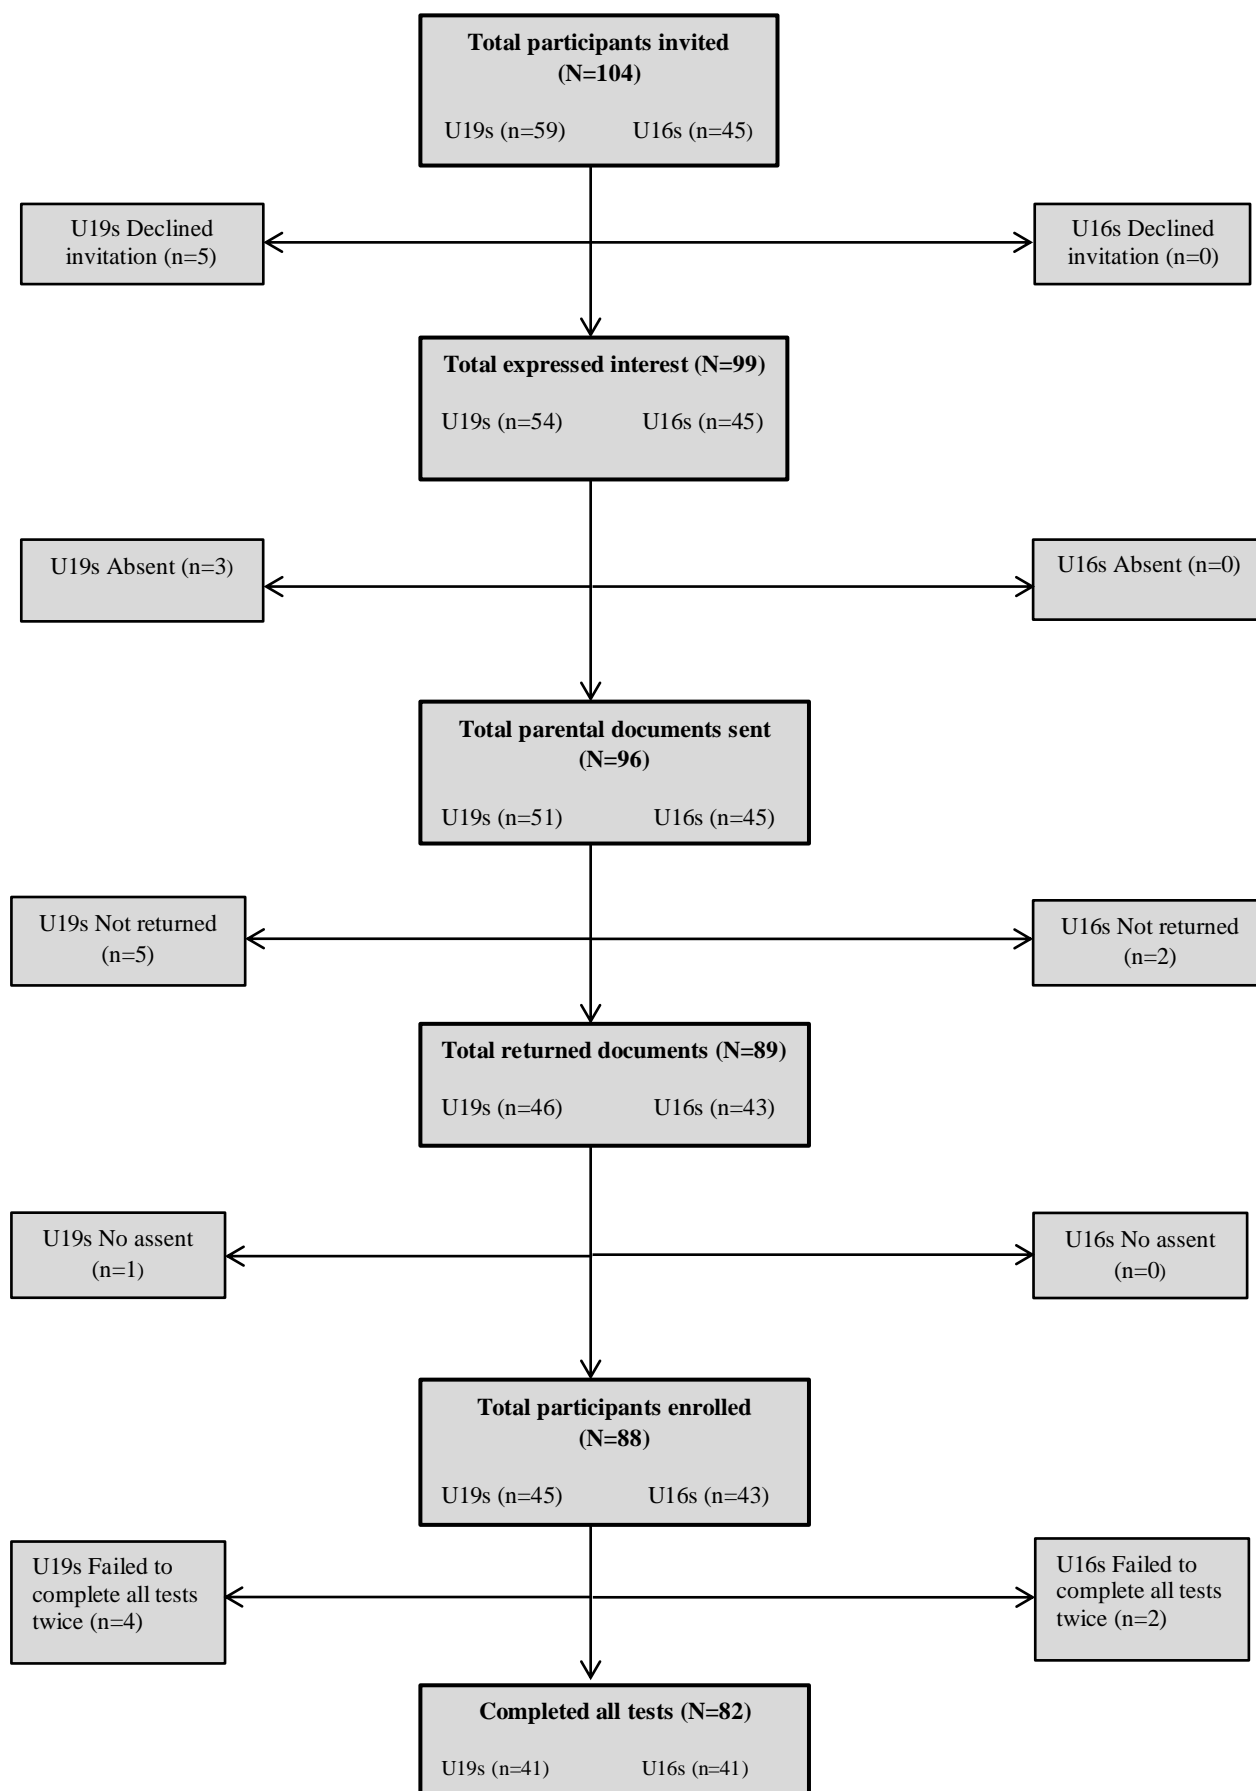 Total participants invited
(N=104)
U19s (n=59) U16s (n=45)
U19s Declined
invitation (n=5)
U16s Declined
invitation (n=0)
Total expressed interest (N=99)
U19s (n=54) U16s (n=45)
U19s Absent (n=3)
U16s Absent (n=0)
Total parental documents sent
(N=96)
U19s (n=51) U16s (n=45)
U19s Not returned
(n=5)
U16s Not returned
(n=2)
Total returned documents (N=89)
U19s (n=46) U16s (n=43)
U19s No assent
(n=1)
U16s No assent
(n=0)
Total participants enrolled
(N=88)
U19s (n=45) U16s (n=43)
U19s Failed to
complete all tests
twice (n=4)
U16s Failed to
complete all tests
twice (n=2)
Completed all tests (N=82)
U19s (n=41) U16s (n=41)